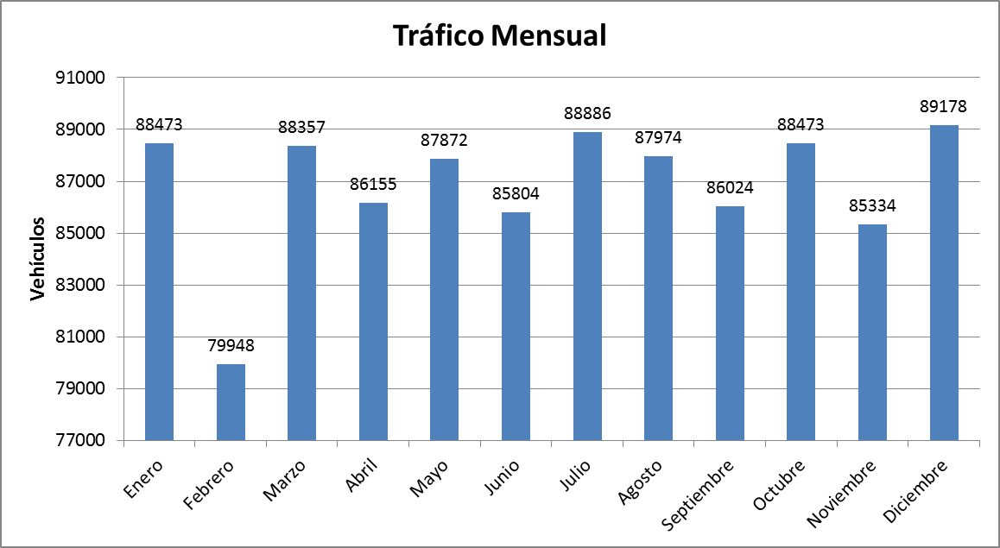 Tráfico Mensual
Vehículos
91000
89000
87000
85000
83000
81000
79000
77000
88473
79948
88357
86155
87872
85804
88886
87974
86024
88473
85334
89178
Enero
Febrero
Marzo
Abril
Mayo
Junio
Julio
Agosto
Septiembre
Octubre
Noviembre
Diciembre